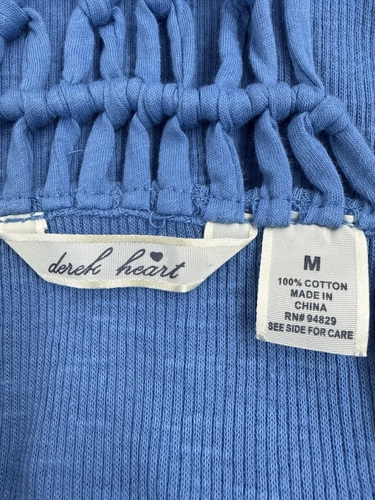 derek heart
M
100% COTTON
MADE IN
CHINA
RN# 94829
SEE SIDE FOR CARE